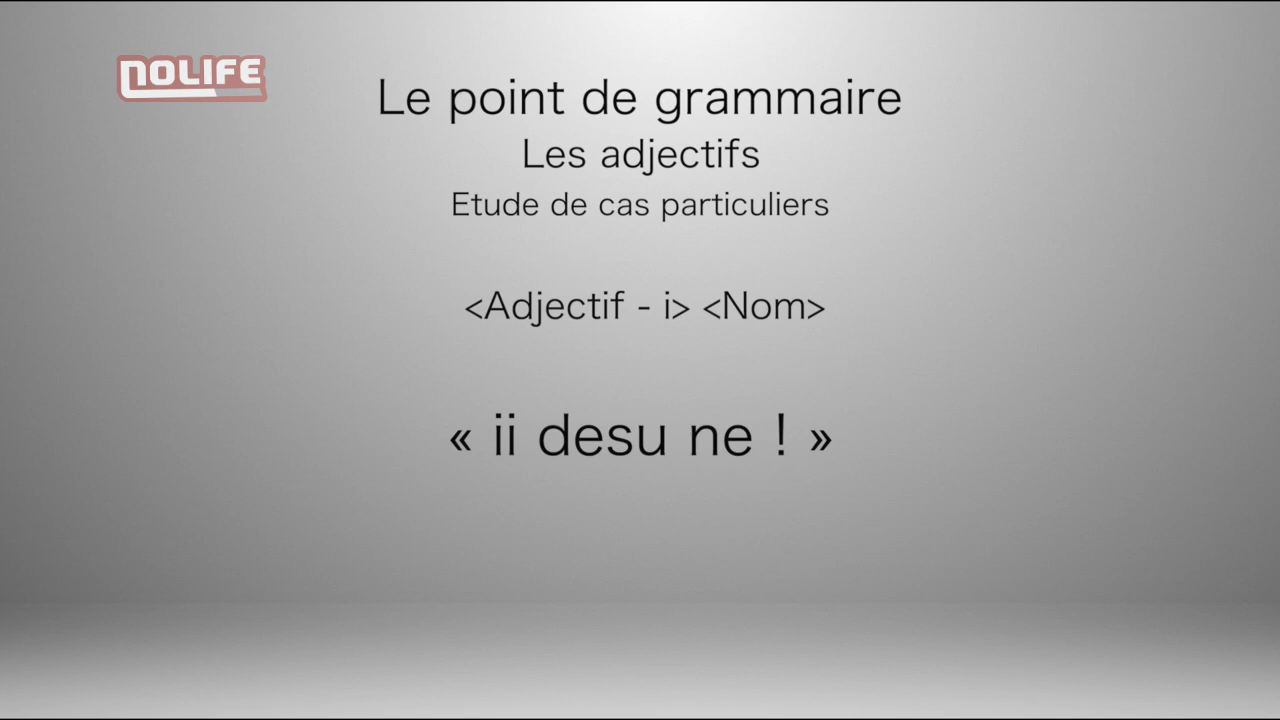 NOLIFE
Le point de grammaire
Les adjectifs
Etude de cas particuliers
<Adjectif - i> <Nom>
« ii desu ne ! »